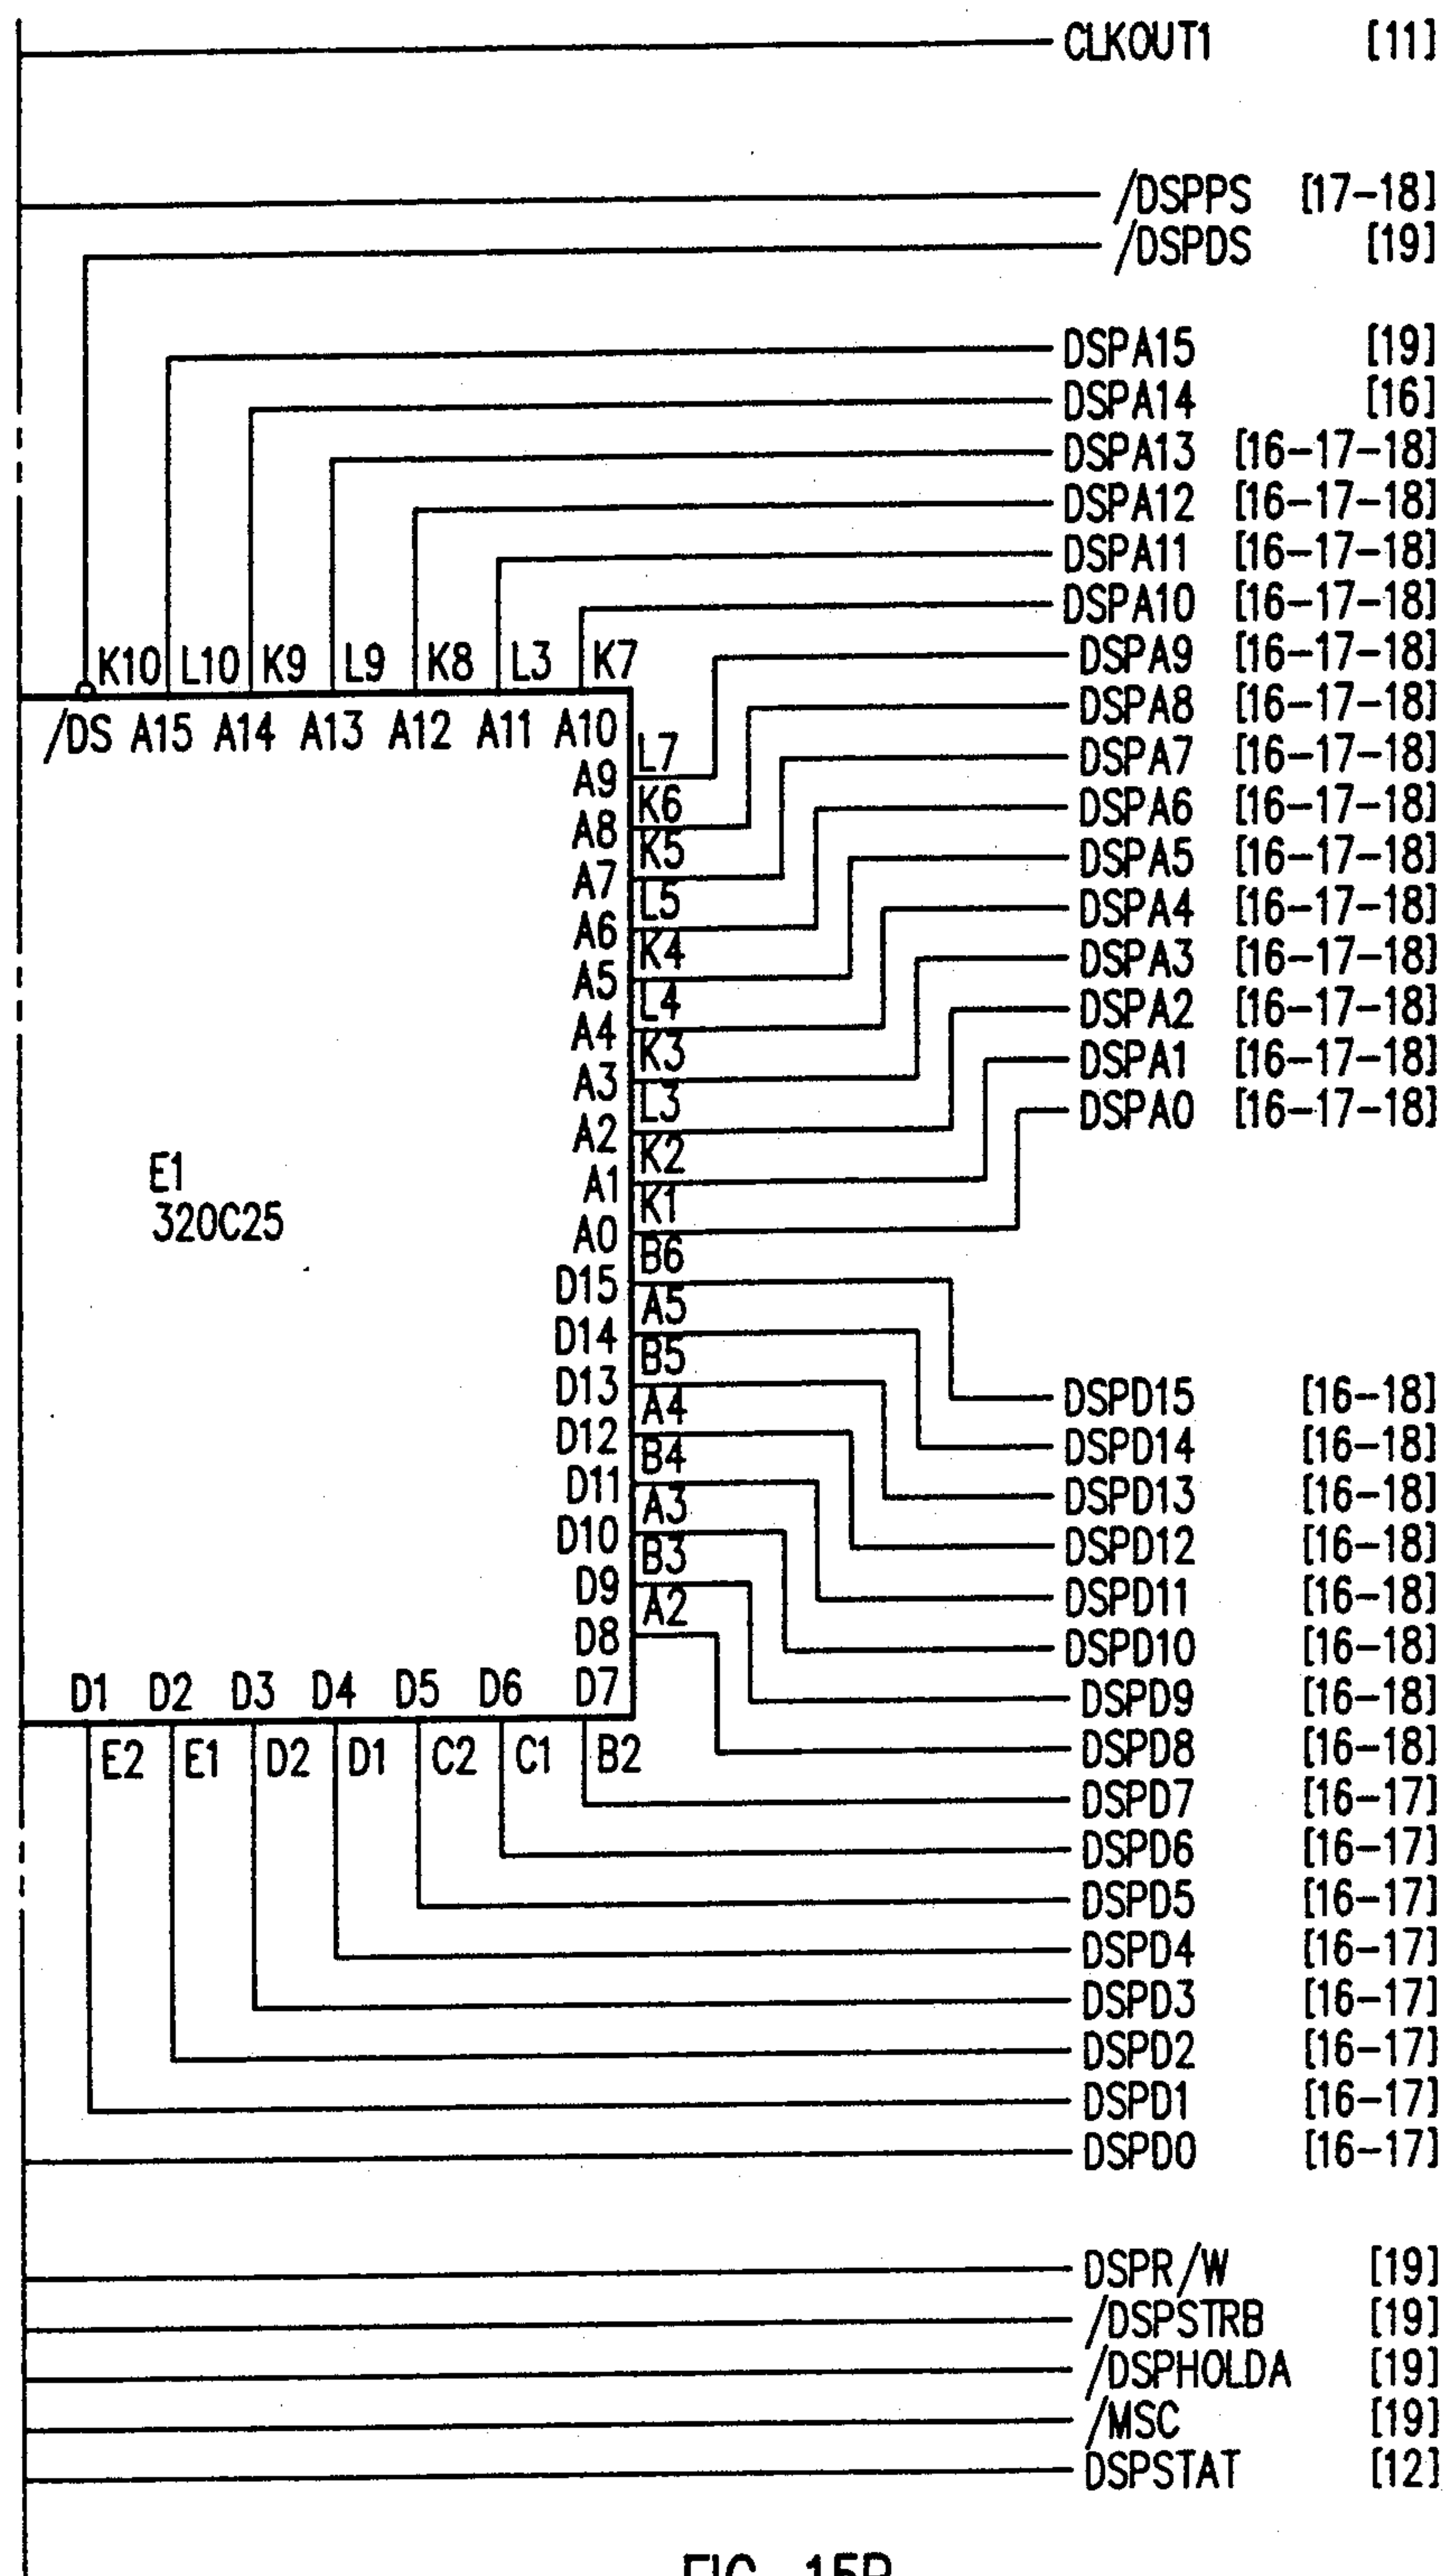 CLKOUT1 [11]
/DSPPS [17-18]
/DSPDS [19]
DSPA15 [19]
DSPA14 [16]
DSPA13 [16-17-18]
DSPA12 [16-17-18]
DSPA11 [16-17-18]
DSPA10 [16-17-18]
K10 L10 K9 L9 K8 L3 K7
DSPA9 [16-17-18]
DSPA8 [16-17-18]
/DS A15 A14 A13 A12 A11 A10
L7
DSPA7 [16-17-18]
A9
K6
DSPA6 [16-17-18]
A8
K5
DSPA5 [16-17-18]
A7
L5
DSPA4 [16-17-18]
A6
K4
DSPA3 [16-17-18]
A5
L4
DSPA2 [16-17-18]
A4
K3
DSPA1 [16-17-18]
A3
L3
DSPA0 [16-17-18]
A2
K2
E1
A1
K1
320C25
A0
B6
D15
A5
D14
B5
D13
DSPD15 [16-18]
A4
D12
DSPD14 [16-18]
B4
D11
DSPD13 [16-18]
A3
D10
DSPD12 [16-18]
B3
D9
DSPD11 [16-18]
A2
D8
DSPD10 [16-18]
D1 D2 D3 D4 D5 D6 D7
DSPD9 [16-18]
E2 E1 D2 D1 C2 C1 B2
DSPD8 [16-18]
DSPD7 [16-17]
DSPD6 [16-17]
DSPD5 [16-17]
DSPD4 [16-17]
DSPD3 [16-17]
DSPD2 [16-17]
DSPD1 [16-17]
DSPD0 [16-17]
DSPR/W [19]
/DSPSTRB [19]
/DSPHOLDA [19]
/MSC [19]
DSPSTAT [12]
FIG. 15B